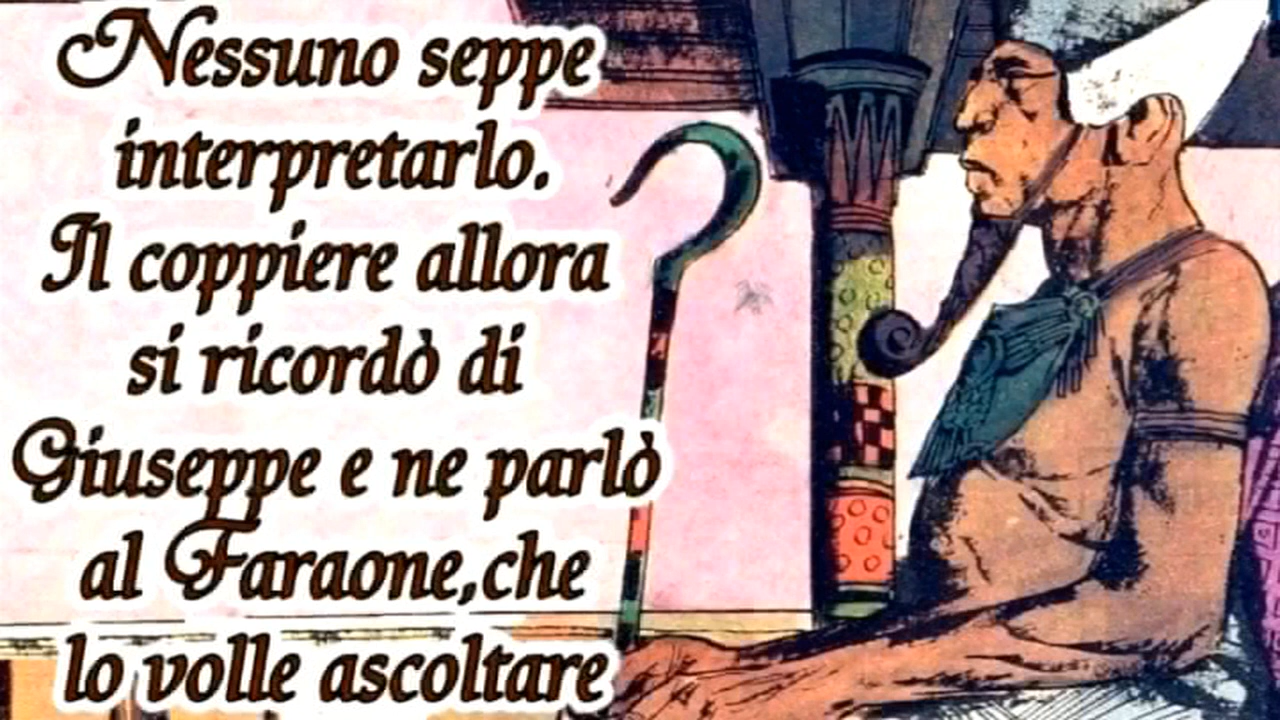 Nessuno seppe
interpretarlo.
Il coppiere allora
si ricordò di
Giuseppe e ne parlò
al Faraone,che
lo volle ascoltare